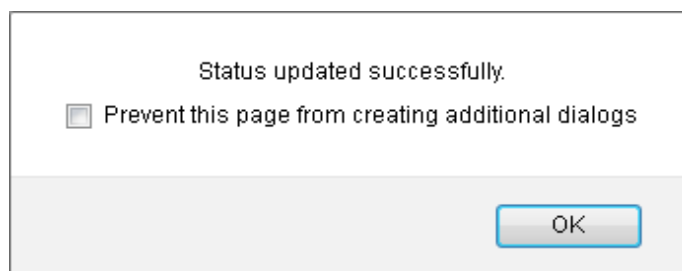 Status updated successfully.
Prevent this page from creating additional dialogs
OK